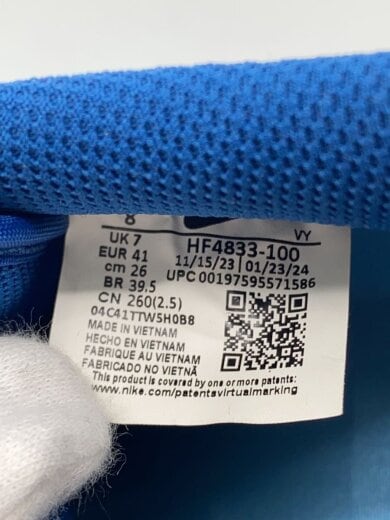 8
VY
UK 7
HF4833-100
EUR 41
11/15/23 01/23/24
cm 26
UPC 00197595571586
BR 39.5
CN 260(2.5)
04C41TTW5H0B8
MADE IN VIETNAM
HECHO EN VIETNAM
FABRIQUE AU VIETNAM
FABRICADO NO VIETNÃ
This product is covered by one or more patents:
www.nike.com/patentsvirtualmarking